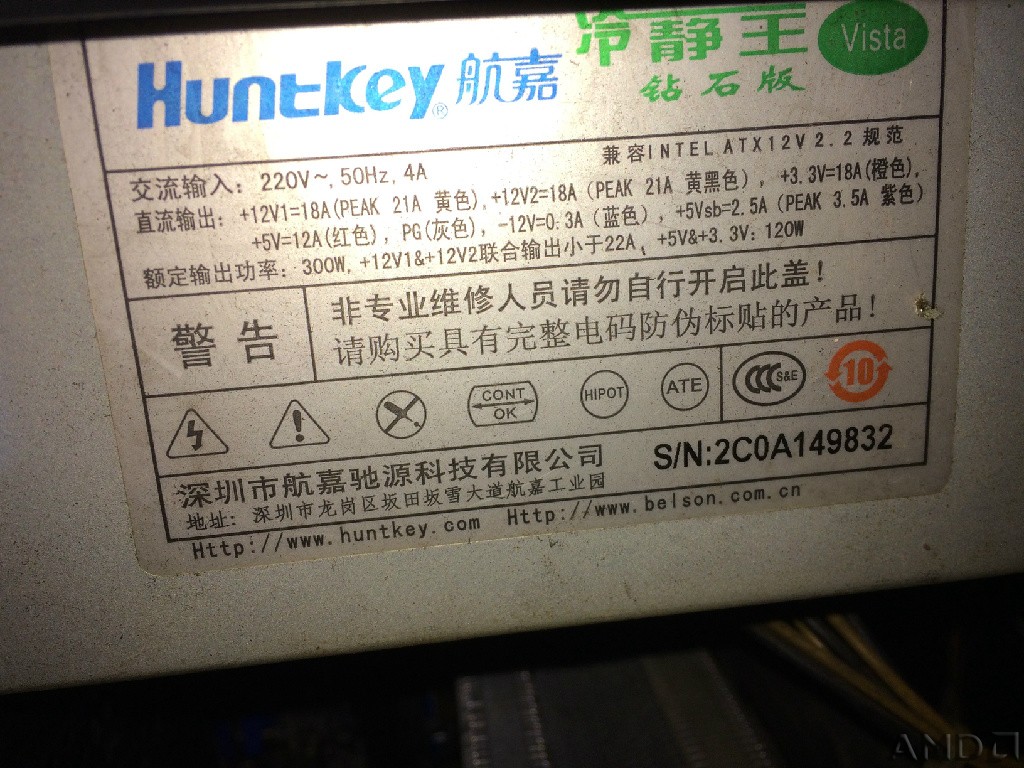 Huntkey® 航嘉 冷静王 Vista
钻石版
兼容INTEL ATX12V 2.2 规范
交流输入: 220V~, 50Hz, 4A
直流输出: +12V1=18A(PEAK 21A 黄色), +12V2=18A (PEAK 21A 黄黑色), +3.3V=18A(橙色),
+5V=12A(红色), PG(灰色), -12V=0.3A (蓝色), +5Vsb=2.5A (PEAK 3.5A 紫色)
额定输出功率: 300W, +12V1&+12V2联合输出小于22A, +5V&+3.3V: 120W
警告
非专业维修人员请勿自行开启此盖!
请购买具有完整电码防伪标贴的产品!
CONT
OK
HIPOT
ATE
CCC S&E
10
深圳市航嘉驰源科技有限公司
S/N:2C0A149832
地址: 深圳市龙岗区坂田坂雪大道航嘉工业园
Http://www.huntkey.com Http://www.belson.com.cn